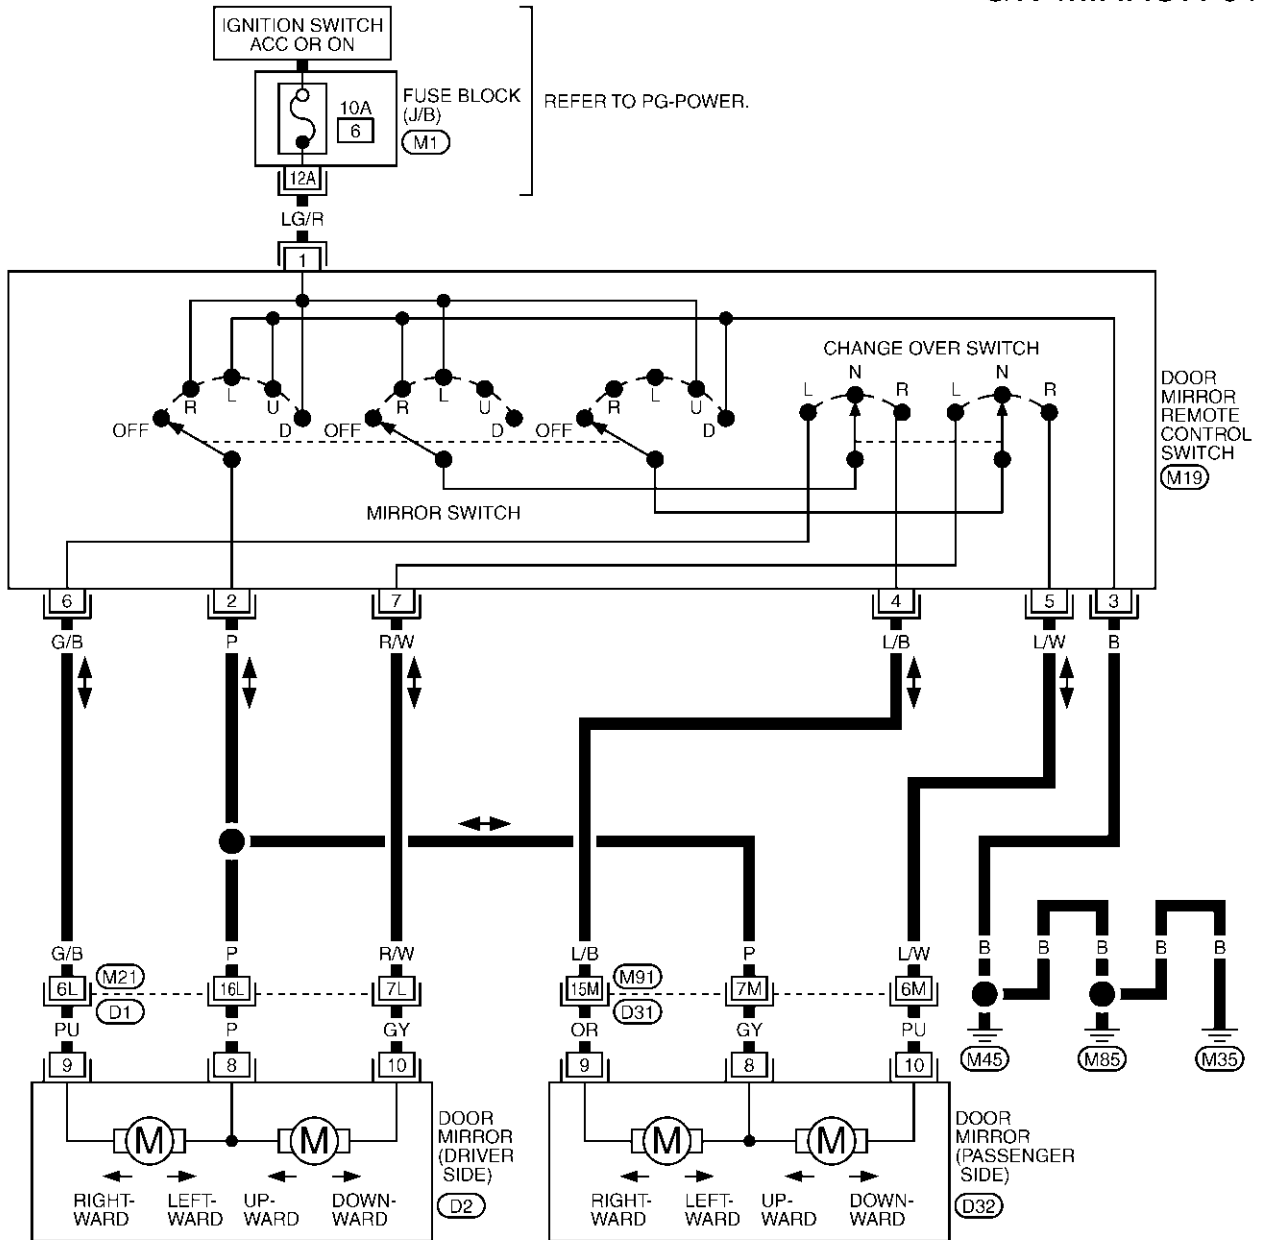 IGNITION SWITCH
ACC OR ON
10A
6
FUSE BLOCK
(J/B)
M1
REFER TO PG-POWER.
12A
LG/R
1
CHANGE OVER SWITCH
R L U D OFF
R L U D OFF
R L U D OFF
L N R
L N R
MIRROR SWITCH
DOOR
MIRROR
REMOTE
CONTROL
SWITCH
M19
6 2 7 4 5 3
G/B P R/W L/B L/W B
G/B P R/W L/B P L/W B B B B B
6L M21 16L 7L 15M M91 7M 6M
D1 D31
PU P GY OR GY PU
M45 M85 M35
9 8 10 9 8 10
M M M M
DOOR
MIRROR
(DRIVER
SIDE)
D2
DOOR
MIRROR
(PASSENGER
SIDE)
D32
RIGHT-
WARD
LEFT-
WARD
UP-
WARD
DOWN-
WARD
RIGHT-
WARD
LEFT-
WARD
UP-
WARD
DOWN-
WARD